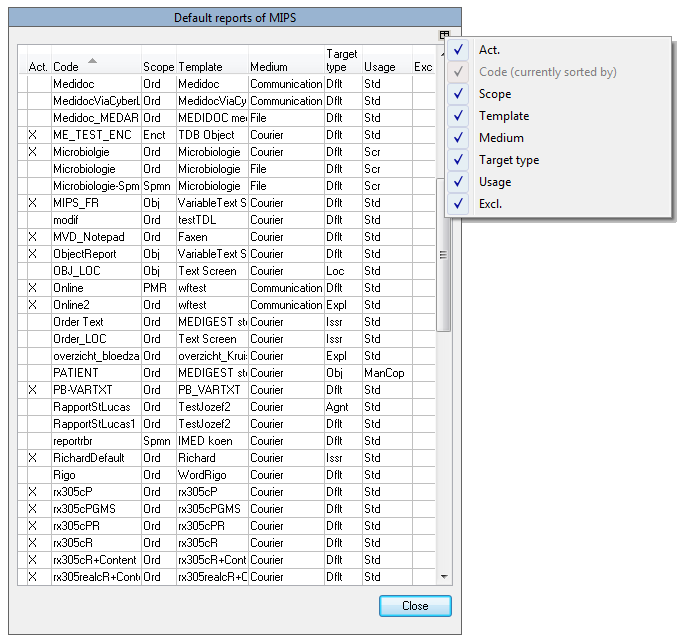 Default reports of MIPS
Act. Code Scope Template Medium Target type Usage Exc
Medidoc Ord Medidoc Communication Dflt Std
MedidocViaCyberL Ord MedidocViaCy Communication Dflt Std
Medidoc_MEDAR Ord MEDIDOC med File Dflt Std
X ME_TEST_ENC Enct TDB Object Courier Dflt Std
X Microbiolgie Ord Microbiologie Courier Dflt Scr
Microbiologie Ord Microbiologie File Dflt Scr
Microbiologie-Spm Spmn Microbiologie File Dflt Scr
X MIPS_FR Obj VariableText S Courier Dflt Std
modif Ord testTDL Courier Dflt Std
X MVD_Notepad Ord Faxen Courier Dflt Std
X ObjectReport Obj VariableText S Courier Dflt Std
OBJ_LOC Obj Text Screen Courier Loc Std
X Online PMR wftest Communication Dflt Std
X Online2 Ord wftest Communication Expl Std
Order Text Ord MEDIGEST sto Courier Issr Std
Order_LOC Ord Text Screen Courier Issr Std
overzicht_bloedza Ord overzicht_Kruis Courier Expl Std
PATIENT Ord MEDIGEST sto Courier Obj ManCop
X PB-VARTXT Ord PB_VARTXT Courier Dflt Std
RapportStLucas Ord TestJozef2 Courier Agnt Std
RapportStLucas1 Ord TestJozef2 Courier Dflt Std
reportrbr Spmn IMED koen Courier Dflt Std
X RichardDefault Ord Richard Courier Issr Std
Rigo Ord WordRigo Courier Dflt Std
X rx305cP Ord rx305cP Courier Dflt Std
X rx305cPGMS Ord rx305cPGMS Courier Dflt Std
X rx305cPR Ord rx305cPR Courier Dflt Std
X rx305cR Ord rx305cR Courier Dflt Std
X rx305cR+Content Ord rx305cR+Cont Courier Dflt Std
X rx305realcR+Conte Ord rx305realcR+C Courier Dflt Std
Close
Act.
Code (currently sorted by)
Scope
Template
Medium
Target type
Usage
Excl.